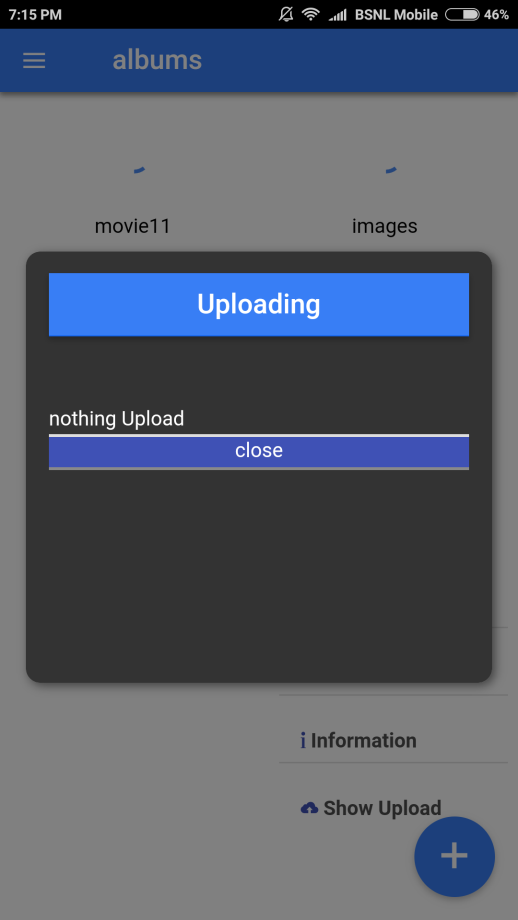 7:15 PM BSNL Mobile 46%
albums
movie11 images
Uploading
nothing Upload
close
Information
Show Upload